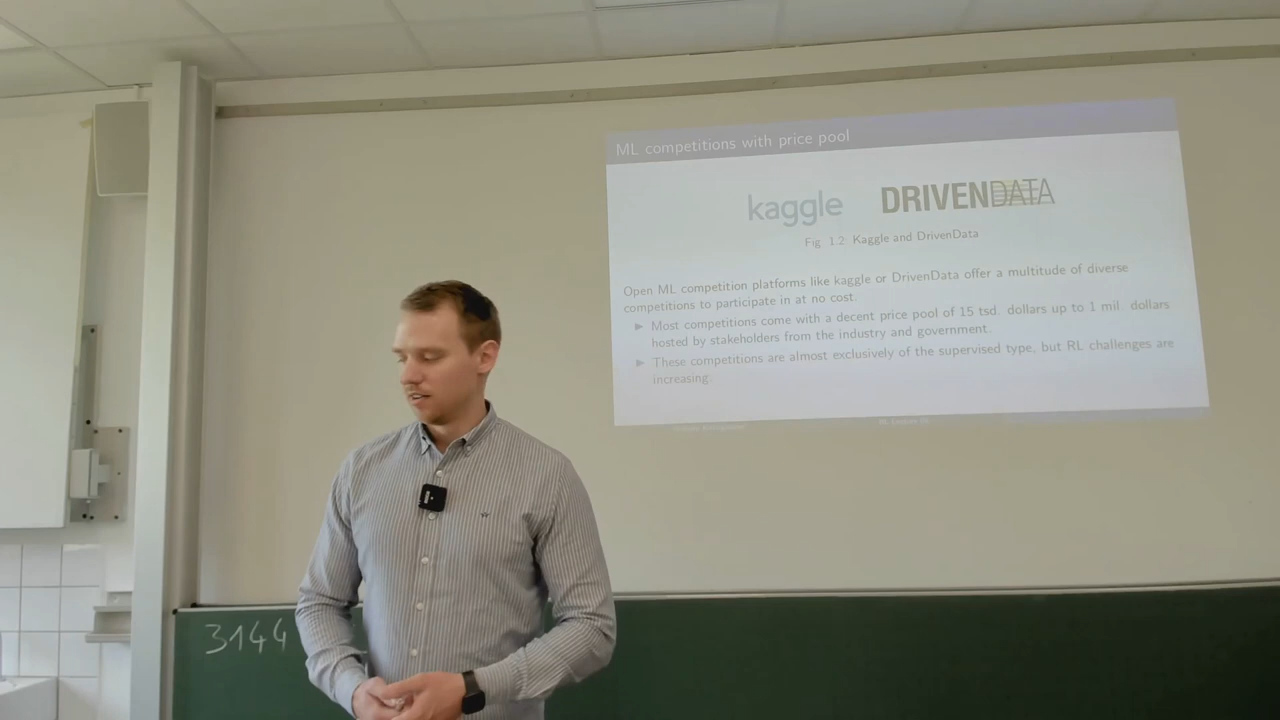 ML competitions with price pool
kaggle DRIVENDATA
Fig. 1.2 Kaggle and DrivenData
Open ML competition platforms like kaggle or DrivenData offer a multitude of diverse
competitions to participate in at no cost.
▶ Most competitions come with a decent price pool of 15 tsd. dollars up to 1 mil dollars
hosted by stakeholders from the industry and government.
▶ These competitions are almost exclusively of the supervised type, but RL challenges are
increasing.
3144